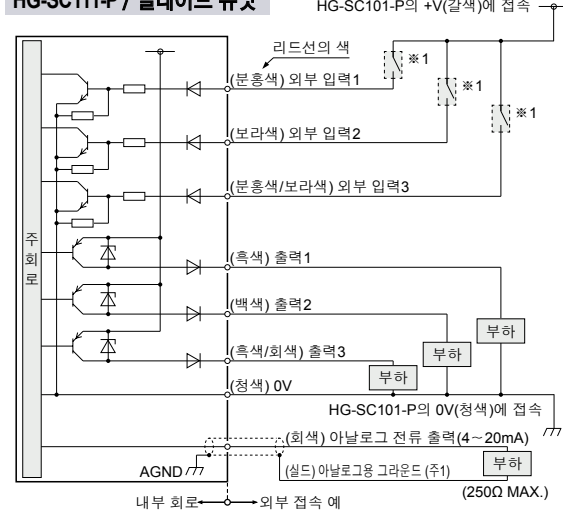 HG-SC111-P / 슬레이브 유닛
HG-SC101-P의 +V(갈색)에 접속
리드선의 색
※1
※1
※1
(분홍색) 외부 입력1
(보라색) 외부 입력2
(분홍색/보라색) 외부 입력3
주회로
(흑색) 출력1
(백색) 출력2
(흑색/회색) 출력3
부하
부하
부하
(청색) 0V
HG-SC101-P의 0V(청색)에 접속
(회색) 아날로그 전류 출력(4~20mA)
AGND
(실드) 아날로그용 그라운드 (주1)
부하
(250Ω MAX.)
내부 회로
외부 접속 예